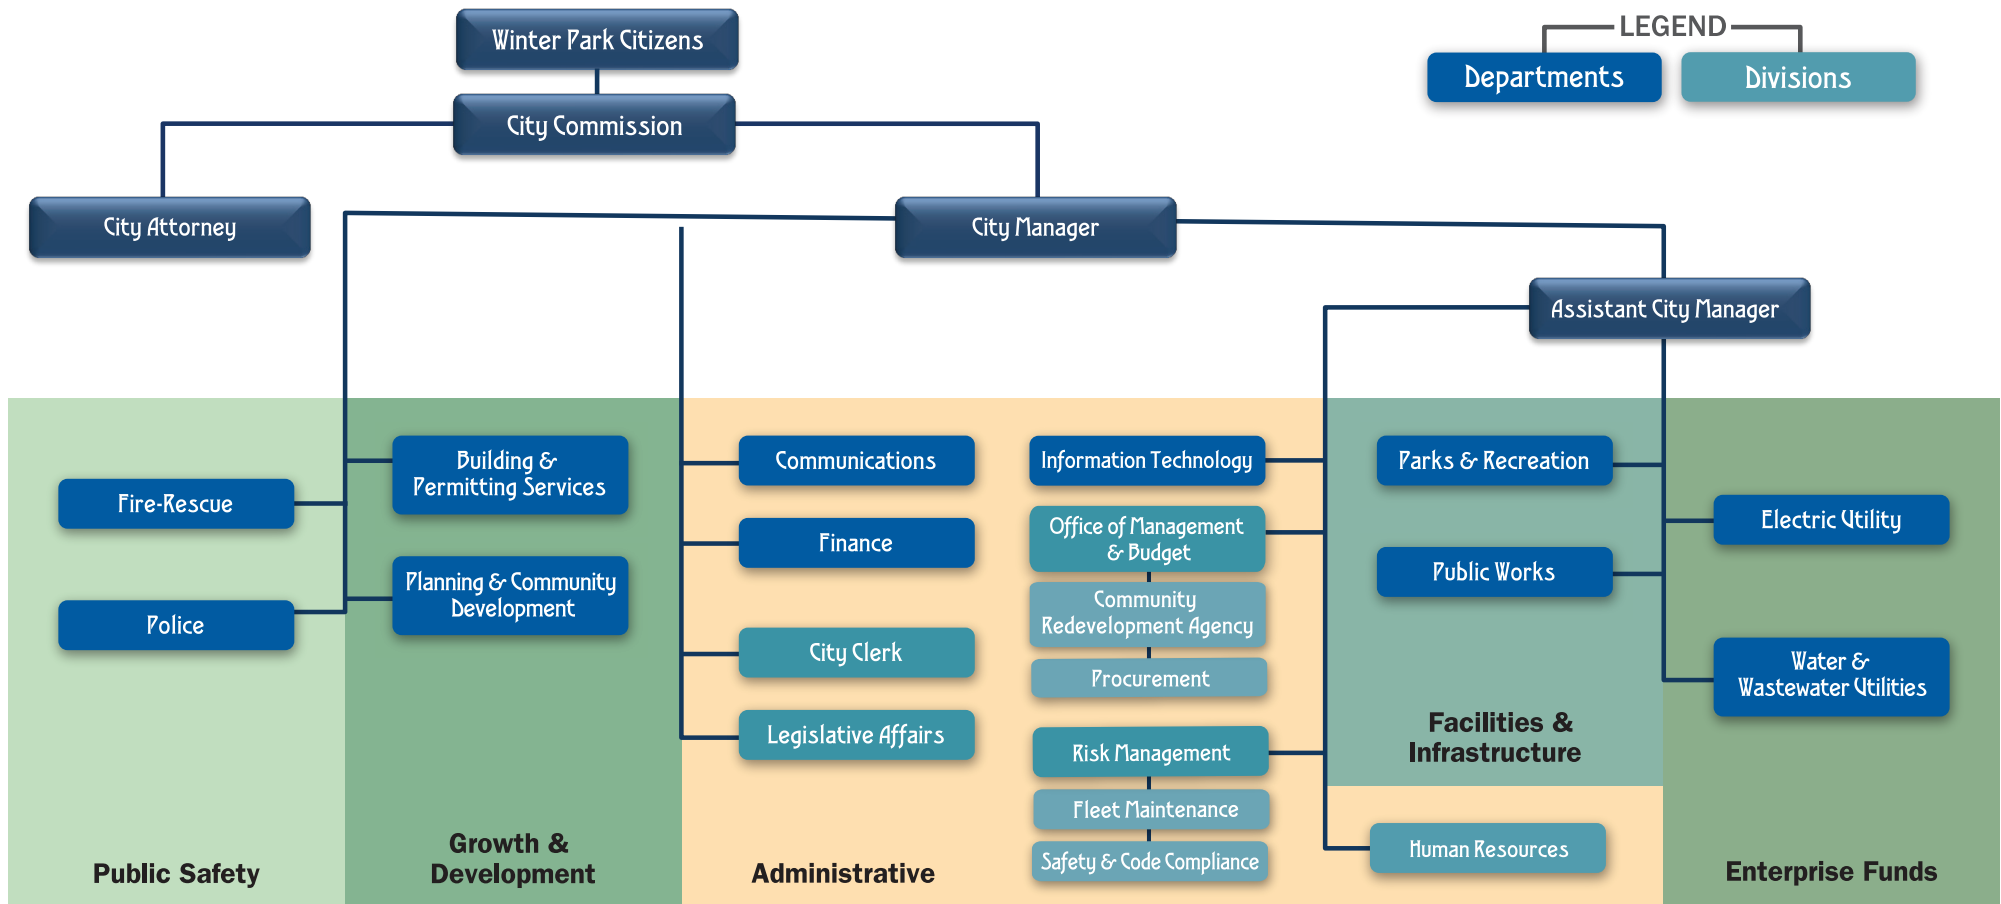 Winter Park Citizens
LEGEND
Departments
Divisions
City Commission
City Attorney
City Manager
Assistant City Manager
Fire-Rescue
Police
Public Safety
Building &
Permitting Services
Planning & Community
Development
Growth &
Development
Communications
Finance
City Clerk
Legislative Affairs
Administrative
Information Technology
Office of Management
& Budget
Community
Redevelopment Agency
Procurement
Risk Management
Fleet Maintenance
Safety & Code Compliance
Parks & Recreation
Public Works
Facilities &
Infrastructure
Human Resources
Electric Utility
Water &
Wastewater Utilities
Enterprise Funds